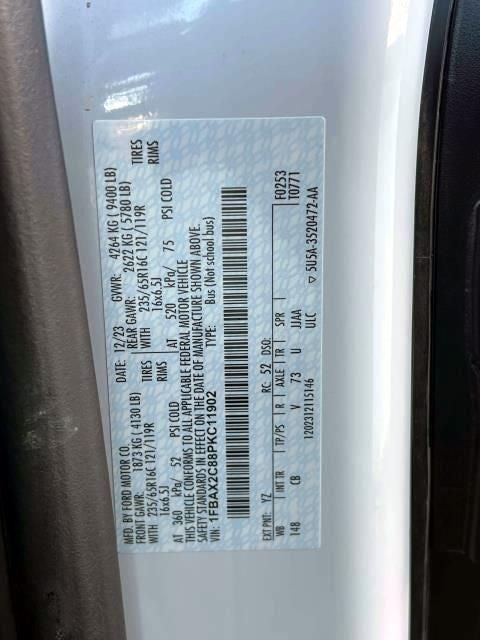 MFD. BY FORD MOTOR CO.
DATE: 12/23 GVWR: 4264 KG ( 9400 LB)
FRONT GAWR: 1873 KG ( 4130 LB) REAR GAWR: 2622 KG ( 5780 LB)
WITH 235/65R16C 121/119R TIRES WITH 235/65R16C 121/119R TIRES
16x6.5J RIMS 16x6.5J RIMS
AT 360 kPa/ 52 PSI COLD AT 520 kPa/ 75 PSI COLD
THIS VEHICLE CONFORMS TO ALL APPLICABLE FEDERAL MOTOR VEHICLE
SAFETY STANDARDS IN EFFECT ON THE DATE OF MANUFACTURE SHOWN ABOVE.
VIN: 1FBAX2C88PKC11902 TYPE: Bus (Not school bus)
EXT PNT: YZ RC: 52 DSO: F0253
WB INT TR TP/PS R AXLE TR SPR T0771
148 CB V 73 U JJAA
12023121115146 ULC ▽ 5U5A-3520472-AA